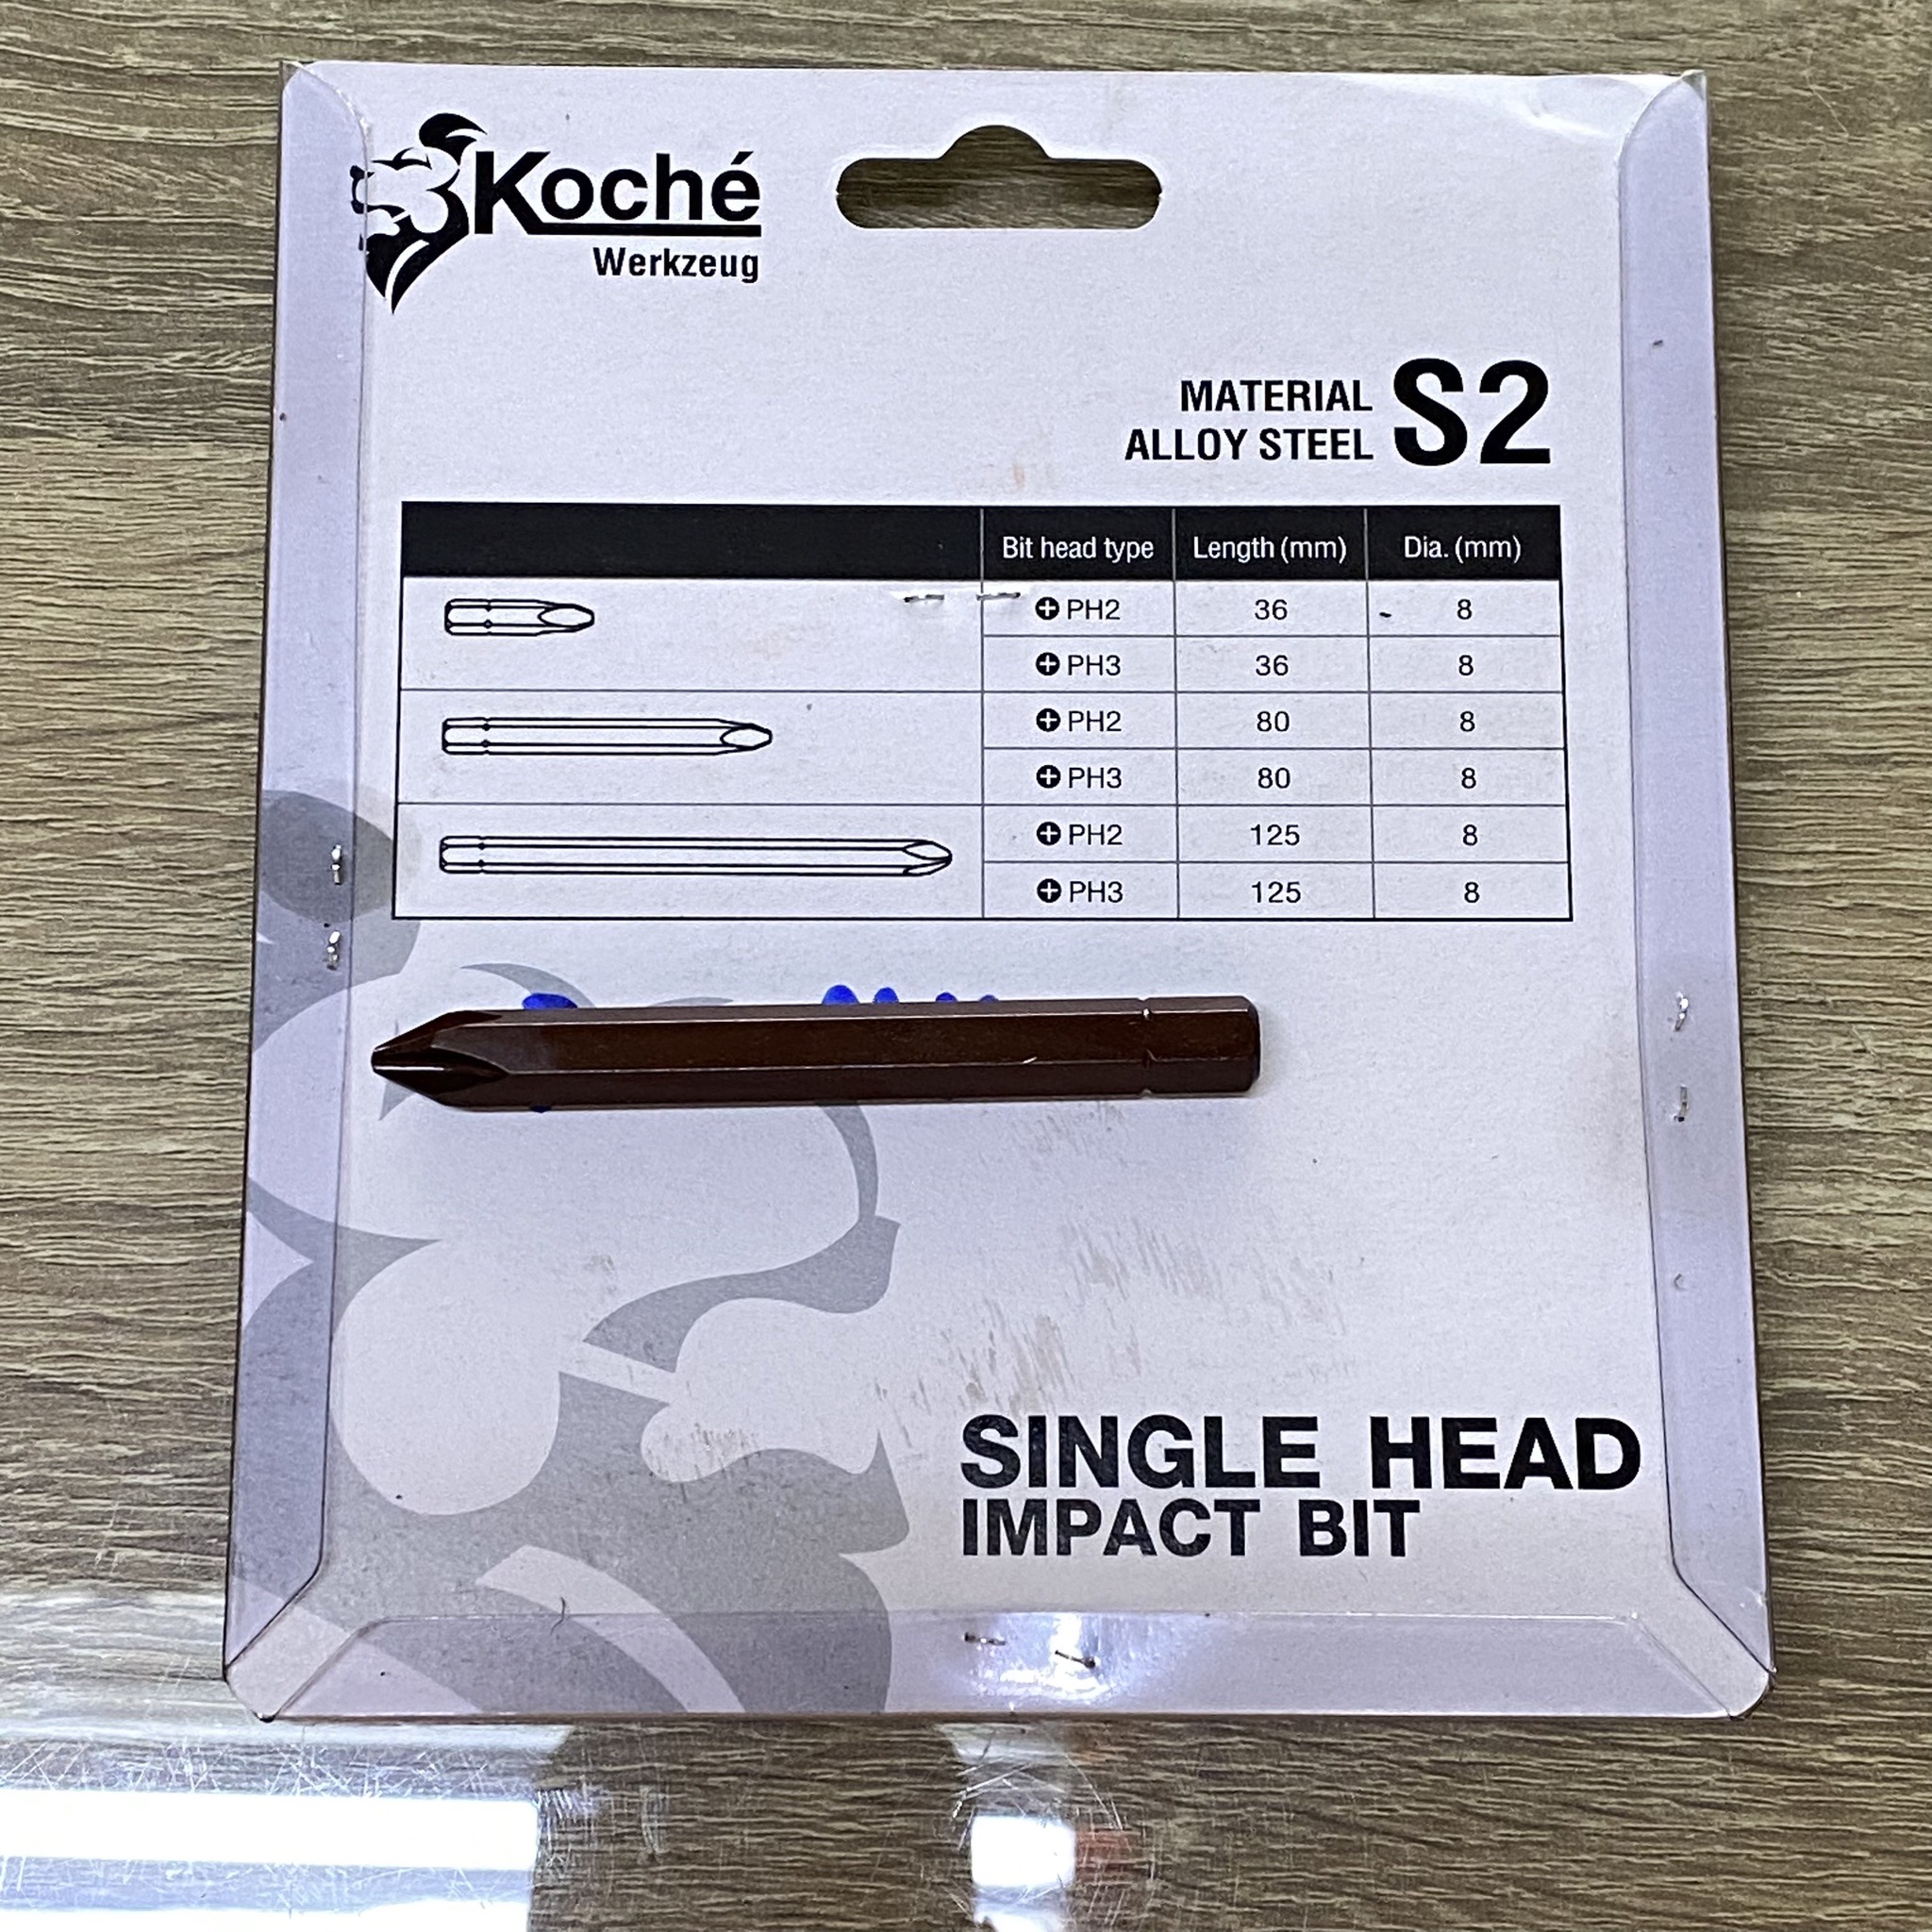 Koché
Werkzeug
MATERIAL
ALLOY STEEL S2
Bit head type Length (mm) Dia. (mm)
PH2 36 8
PH3 36 8
PH2 80 8
PH3 80 8
PH2 125 8
PH3 125 8
SINGLE HEAD
IMPACT BIT